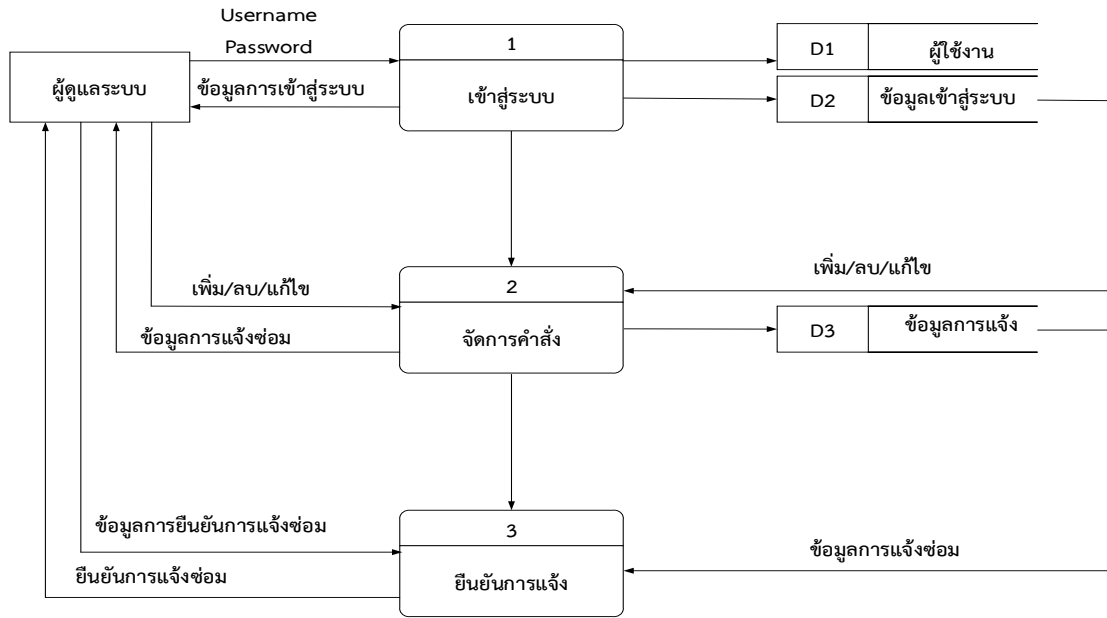 Username
Password
1
D1
ผู้ใช้งาน
ผู้ดูแลระบบ
ข้อมูลการเข้าสู่ระบบ
เข้าสู่ระบบ
D2
ข้อมูลเข้าสู่ระบบ
เพิ่ม/ลบ/แก้ไข
เพิ่ม/ลบ/แก้ไข
2
ข้อมูลการแจ้งซ่อม
จัดการคำสั่ง
D3
ข้อมูลการแจ้ง
ข้อมูลการยืนยันการแจ้งซ่อม
3
ข้อมูลการแจ้งซ่อม
ยืนยันการแจ้งซ่อม
ยืนยันการแจ้ง